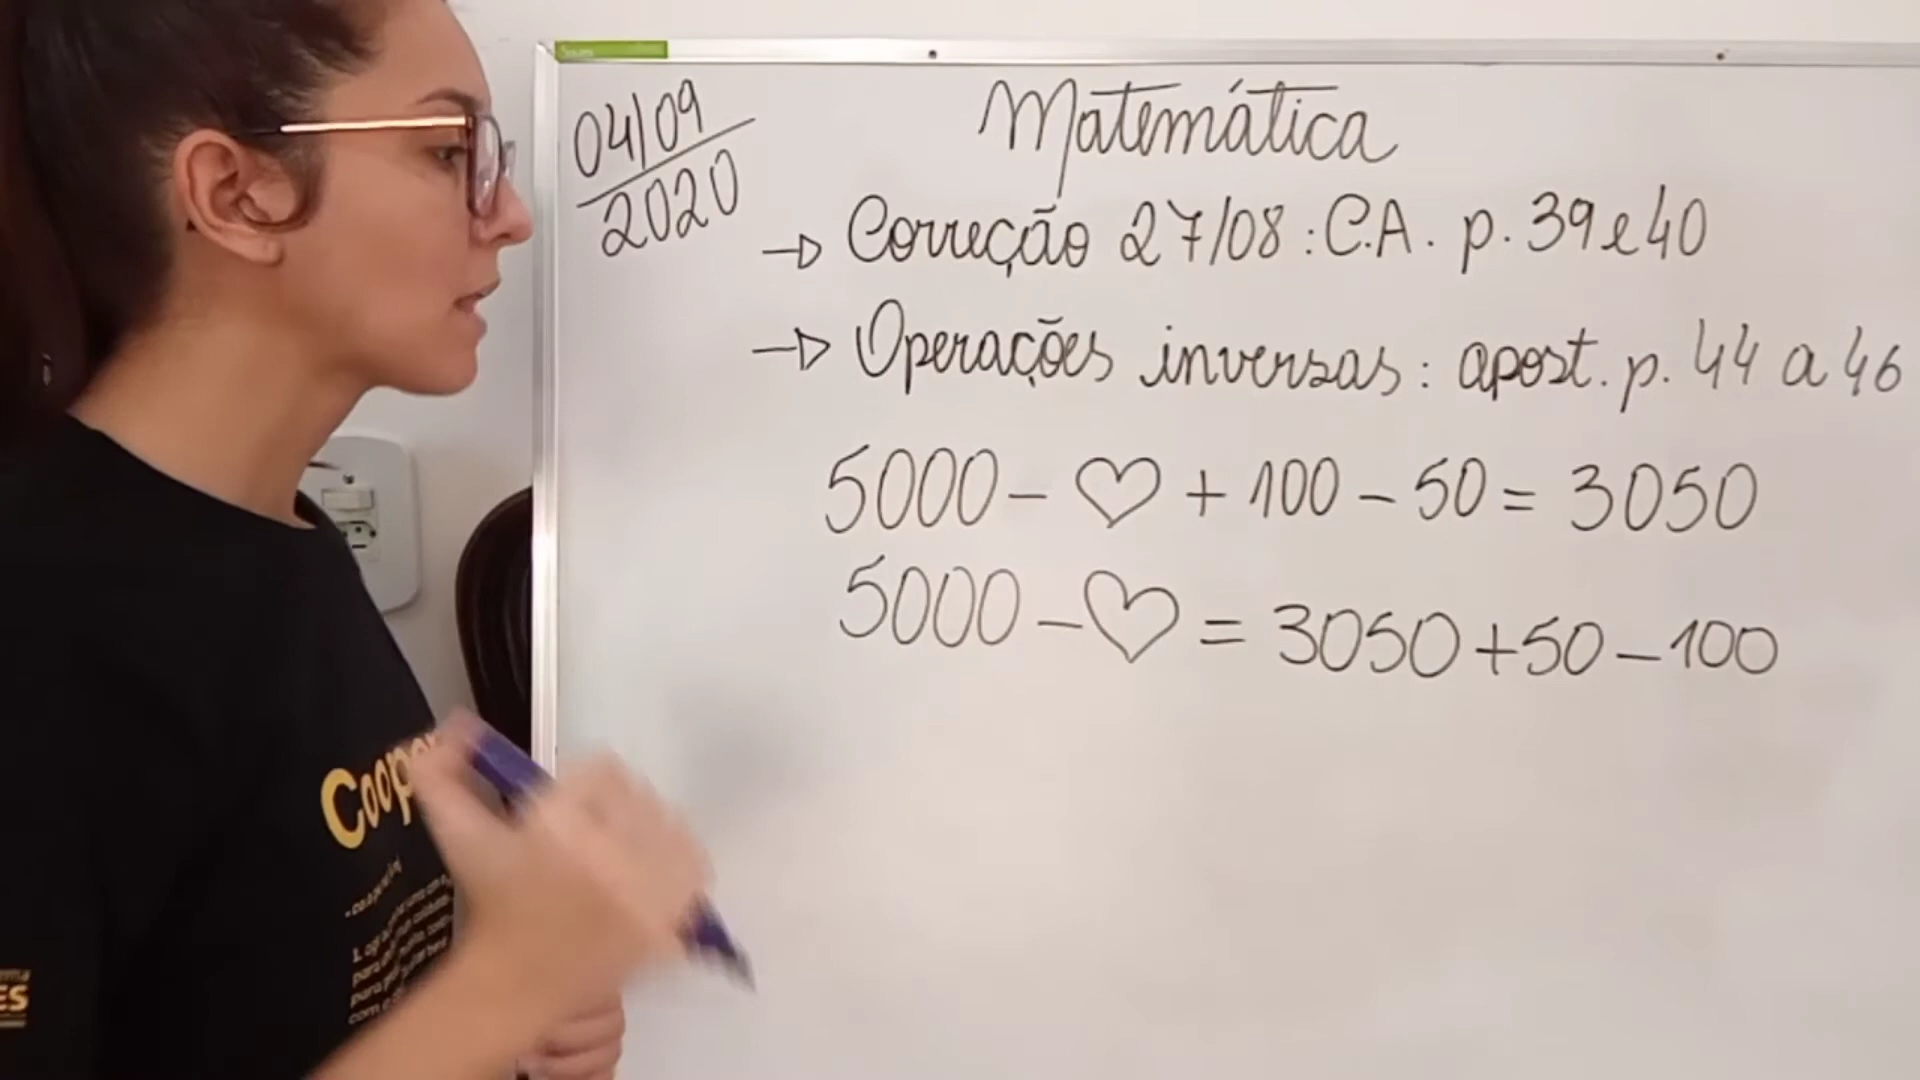 04/09
2020
Matemática
→ Correção 27/08: C.A. p. 39 e 40
→ Operações inversas: apost. p. 44 a 46
5000 - ♡ + 100 - 50 = 3050
5000 - ♡ = 3050 + 50 - 100
Cooper